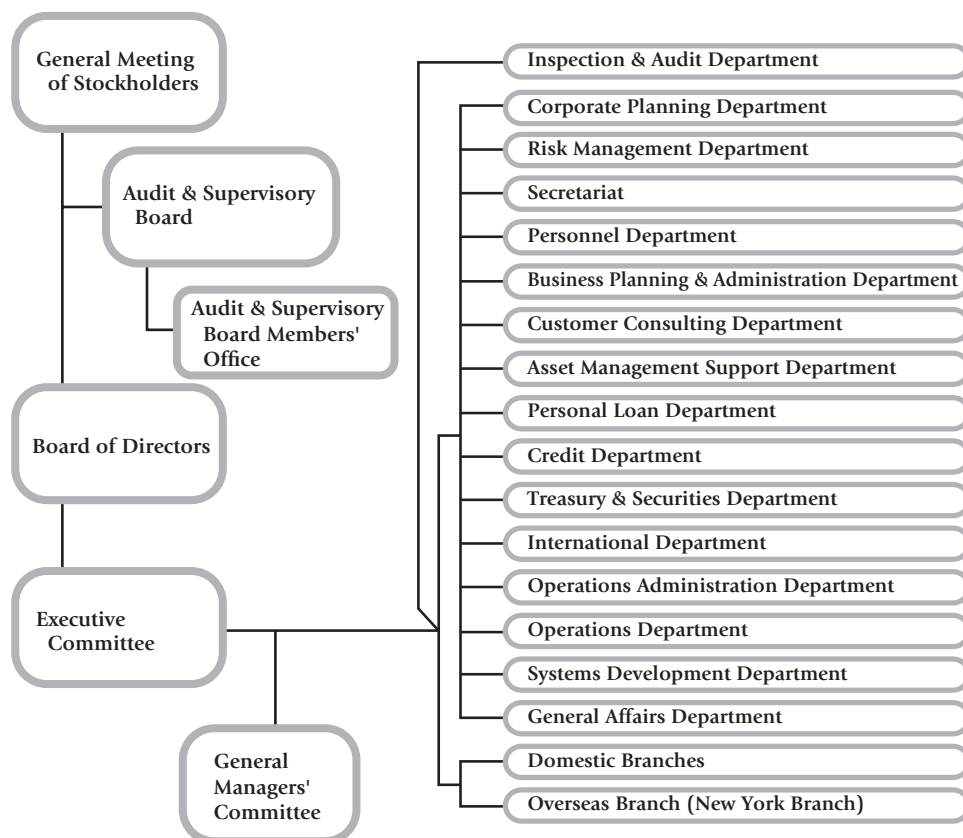 General Meeting
of Stockholders
Audit & Supervisory
Board
Audit & Supervisory
Board Members'
Office
Board of Directors
Executive
Committee
General
Managers'
Committee
Inspection & Audit Department
Corporate Planning Department
Risk Management Department
Secretariat
Personnel Department
Business Planning & Administration Department
Customer Consulting Department
Asset Management Support Department
Personal Loan Department
Credit Department
Treasury & Securities Department
International Department
Operations Administration Department
Operations Department
Systems Development Department
General Affairs Department
Domestic Branches
Overseas Branch (New York Branch)